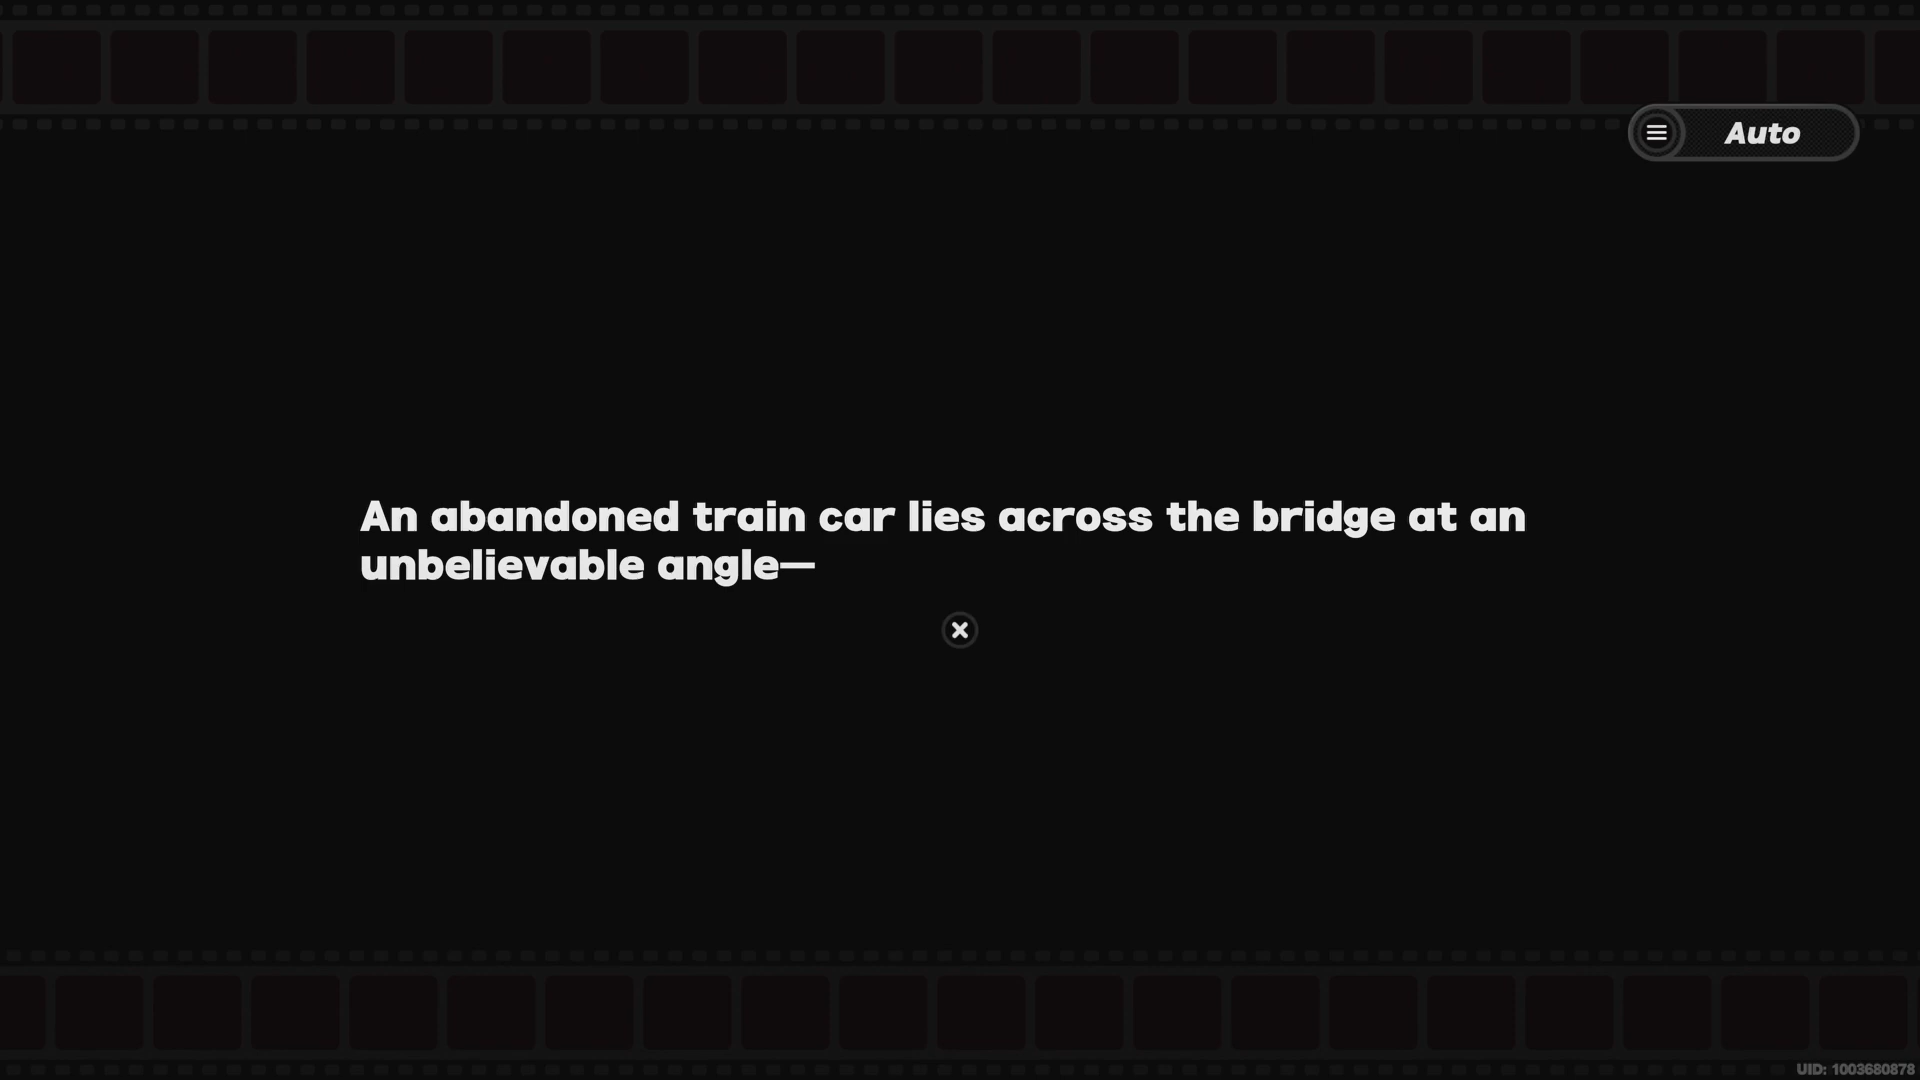 Auto
An abandoned train car lies across the bridge at an
unbelievable angle—
UID: 1003680878